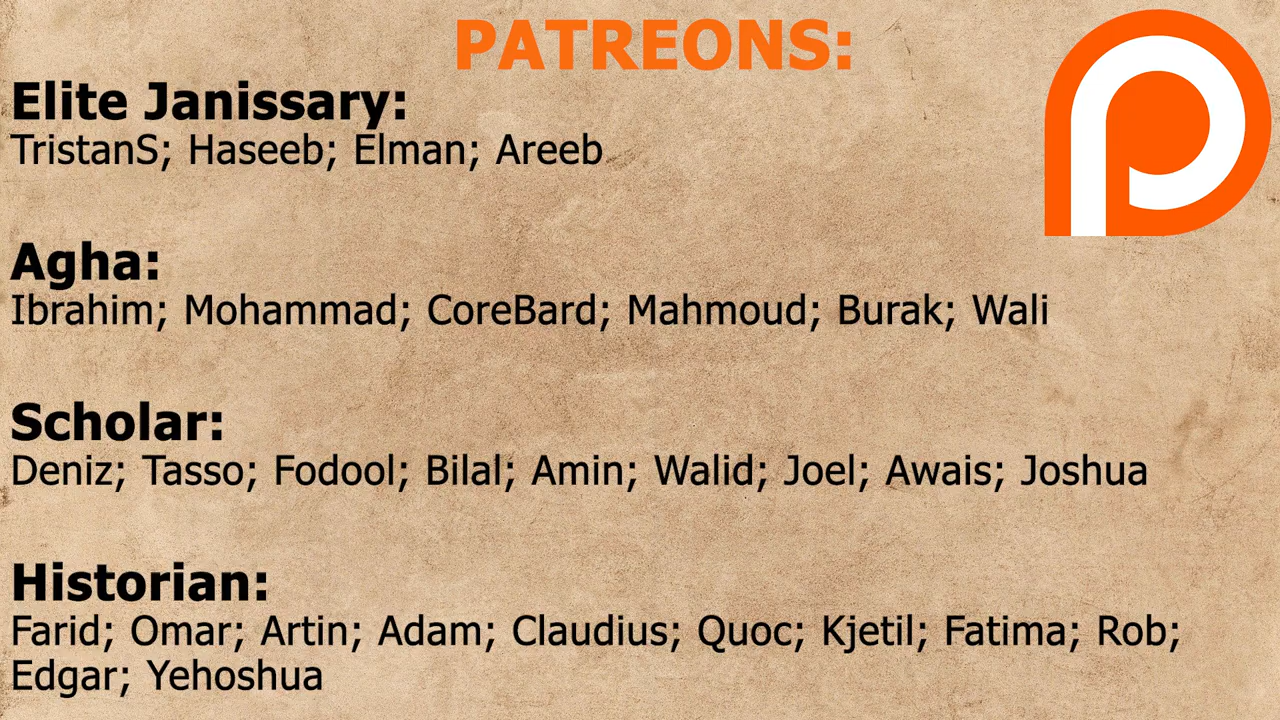 PATREONS:
Elite Janissary:
TristanS; Haseeb; Elman; Areeb
Agha:
Ibrahim; Mohammad; CoreBard; Mahmoud; Burak; Wali
Scholar:
Deniz; Tasso; Fodool; Bilal; Amin; Walid; Joel; Awais; Joshua
Historian:
Farid; Omar; Artin; Adam; Claudius; Quoc; Kjetil; Fatima; Rob;
Edgar; Yehoshua